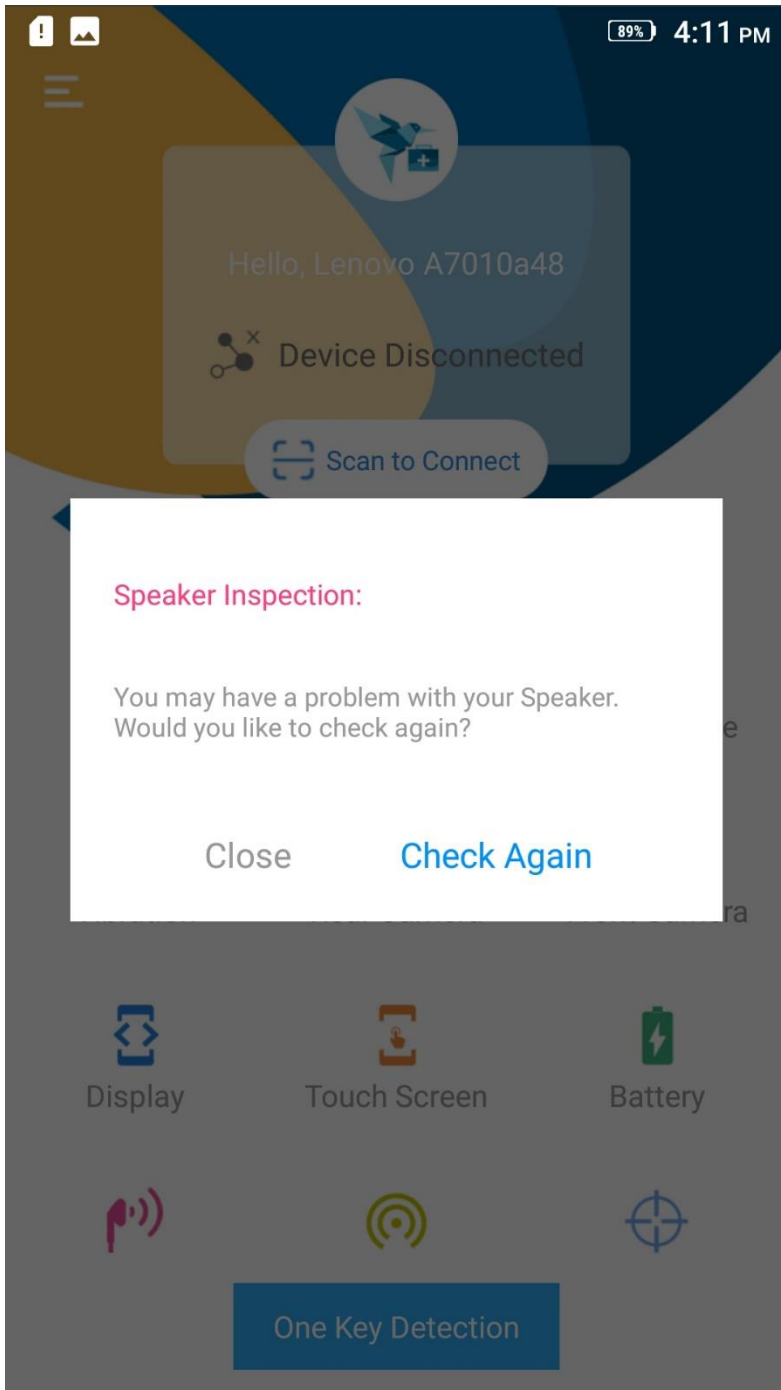 89% 4:11 PM
Hello, Lenovo A7010a48
Device Disconnected
Scan to Connect
Speaker Inspection:
You may have a problem with your Speaker.
Would you like to check again?
Close Check Again
Display Touch Screen Battery
One Key Detection